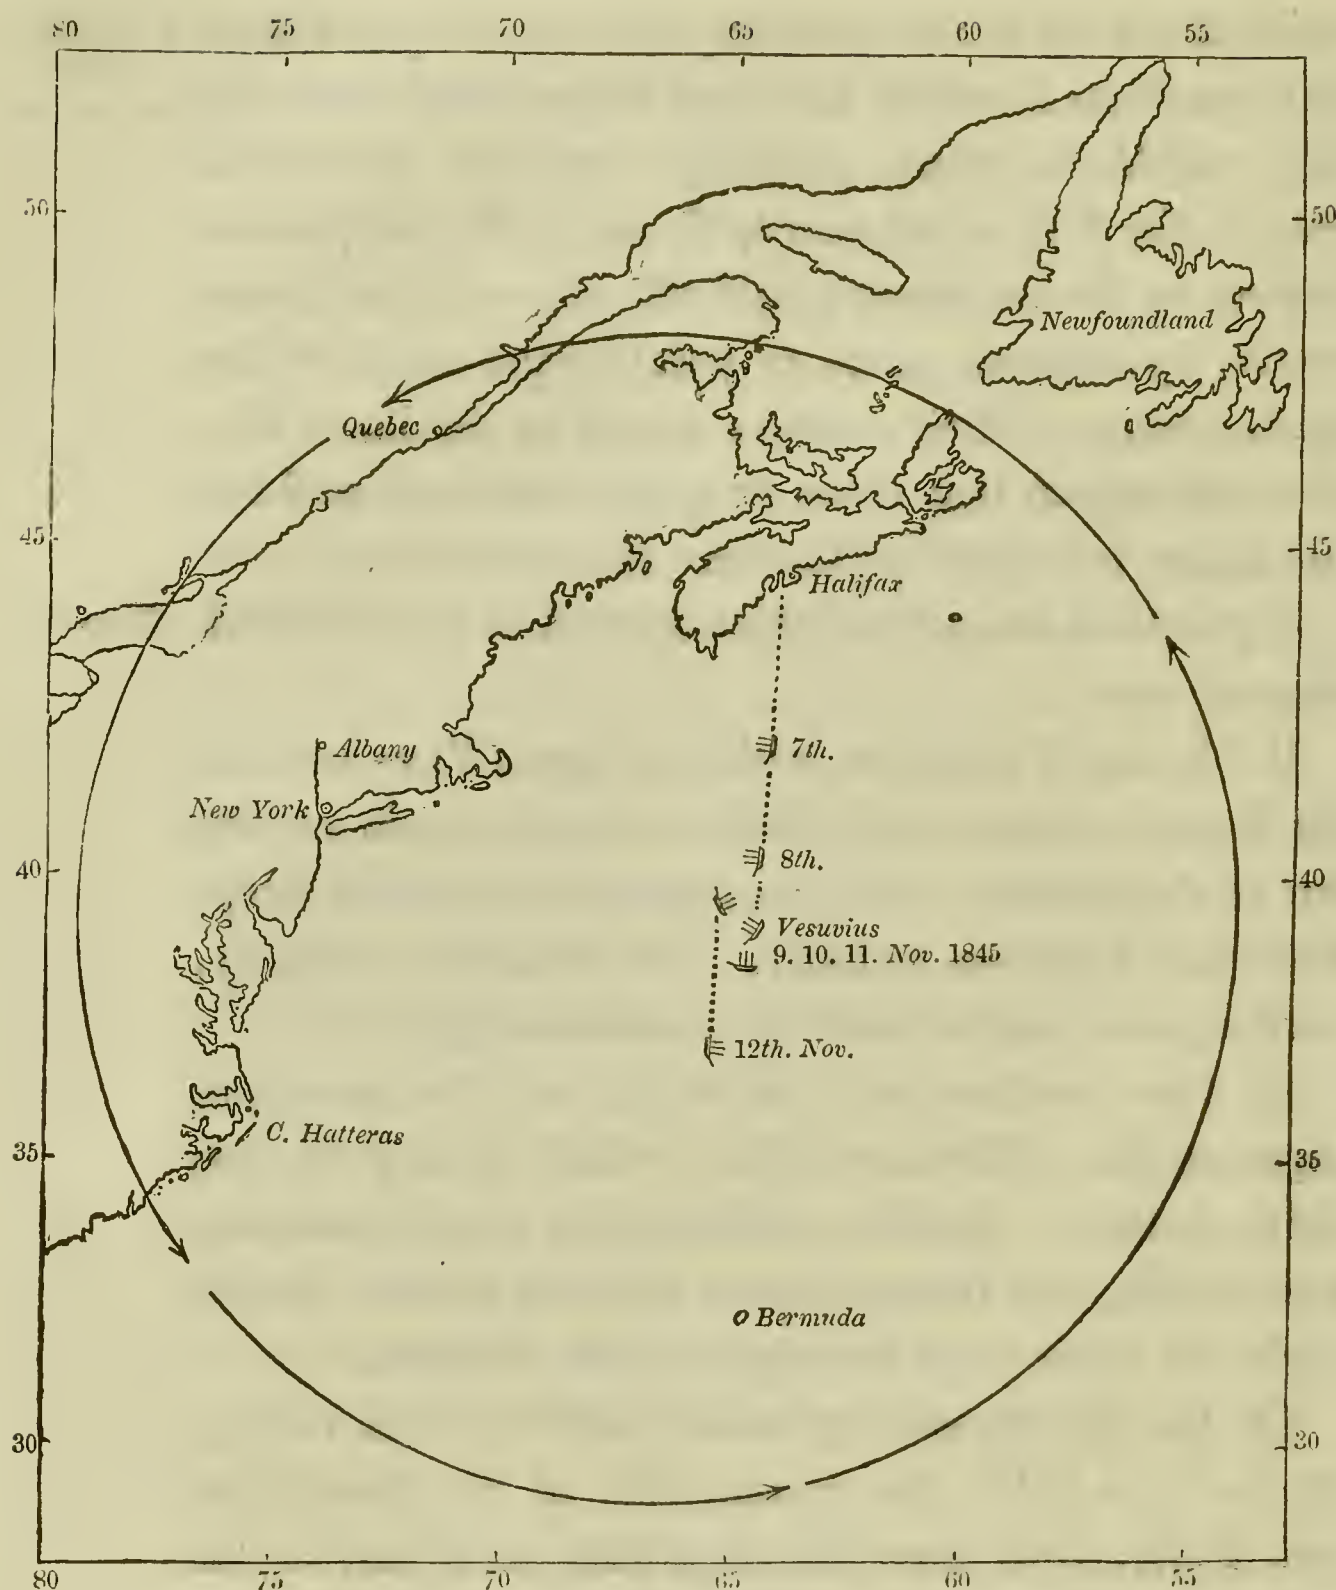 80 75 70 65 60 55
50 50
Newfoundland
Quebec
45 45
Halifax
Albany
7th.
New York
8th.
40 40
Vesuvius
9. 10. 11. Nov. 1845
12th. Nov.
C. Hatteras
35 35
Bermuda
30 30
80 75 70 65 60 55